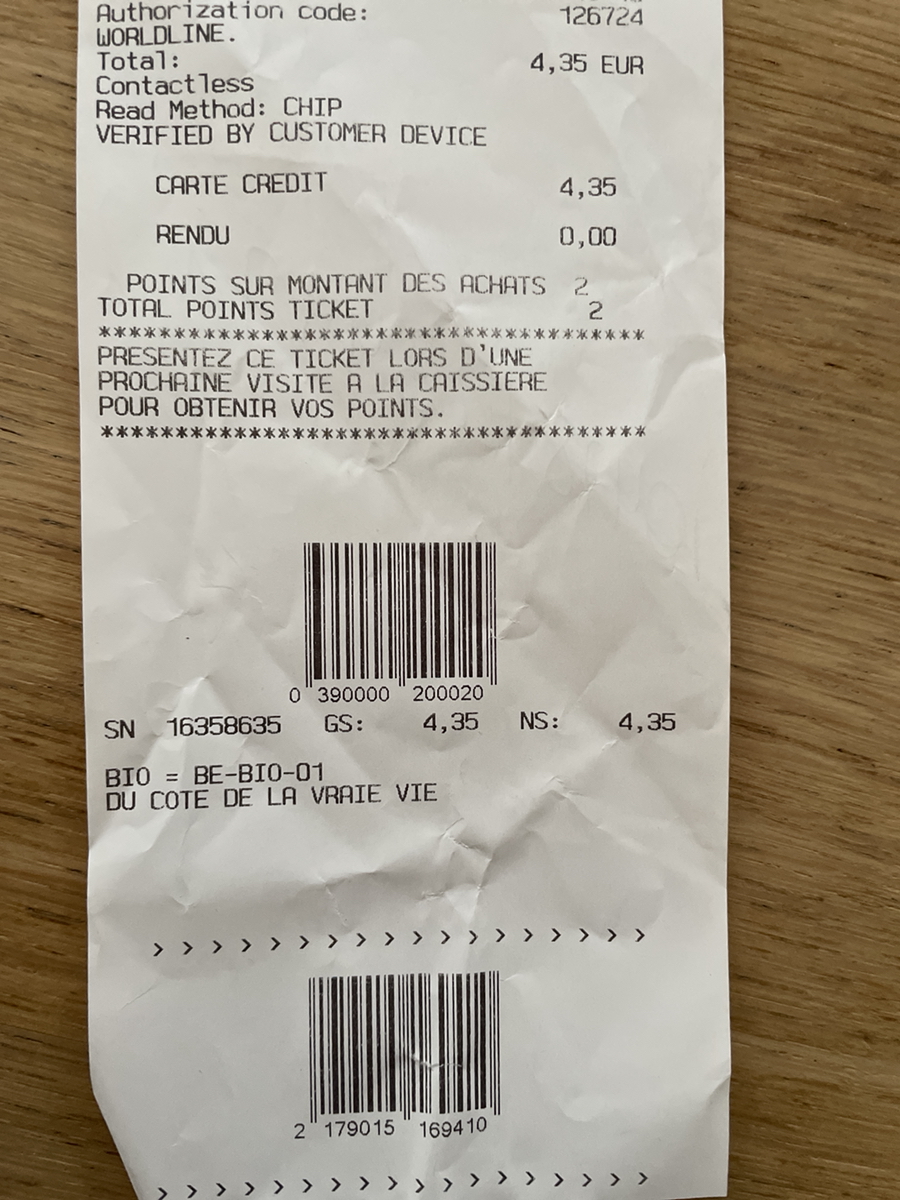 Authorization code: 126724
WORLDLINE.
Total: 4,35 EUR
Contactless
Read Method: CHIP
VERIFIED BY CUSTOMER DEVICE
CARTE CREDIT 4,35
RENDU 0,00
POINTS SUR MONTANT DES ACHATS 2
TOTAL POINTS TICKET 2
*************************************
PRESENTEZ CE TICKET LORS D'UNE
PROCHAINE VISITE A LA CAISSIERE
POUR OBTENIR VOS POINTS.
*************************************
0 390000 200020
SN 16358635 GS: 4,35 NS: 4,35
BIO = BE-BIO-01
DU COTE DE LA VRAIE VIE
> > > > > > > > > > > > > > > > > >
2 179015 169410
> > > > > > > > > > > > > > > > > >